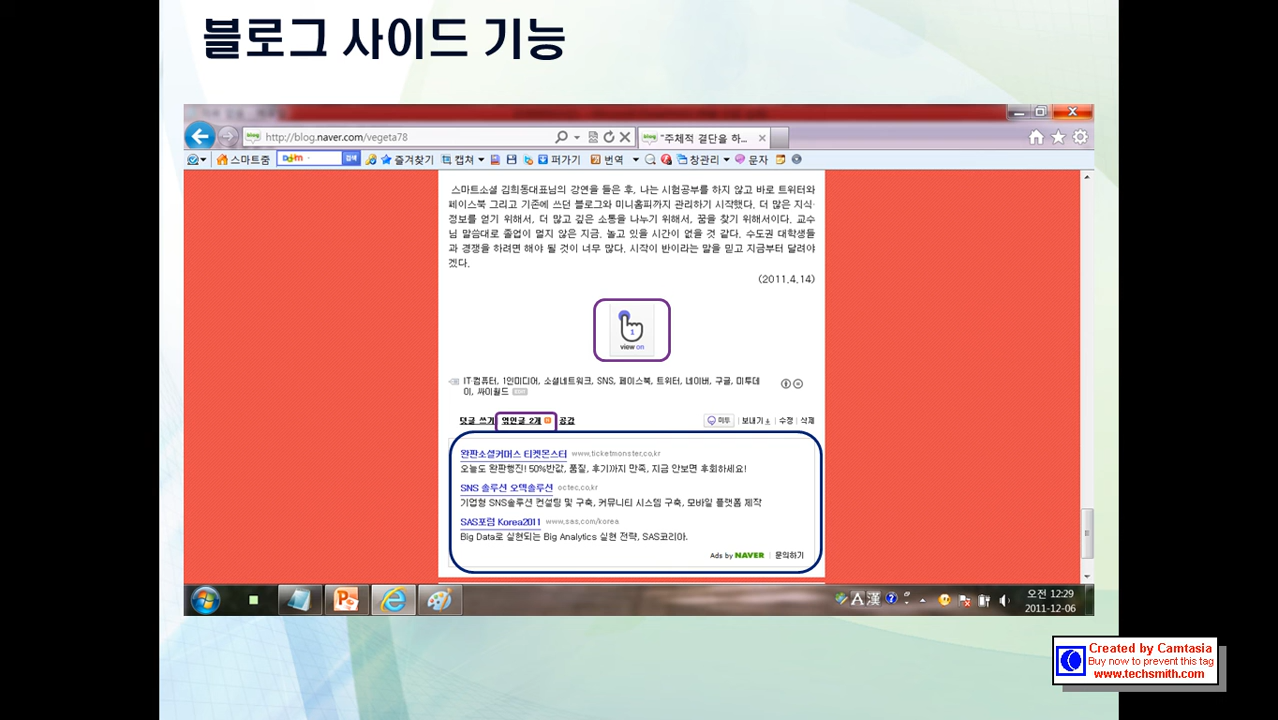 블로그 사이드 기능
http://blog.naver.com/vegeta78
"주체적 결단을 하...
스마트중
즐겨찾기
캡쳐
퍼가기
번역
창관리
문자
스마트소셜 김희동대표님의 강연을 들은 후, 나는 시험공부를 하지 않고 바로 트위터와
페이스북 그리고 기존에 쓰던 블로그와 미니홈피까지 관리하기 시작했다. 더 많은 지식·
정보를 얻기 위해서, 더 많고 깊은 소통을 나누기 위해서, 꿈을 찾기 위해서이다. 교수
님 말씀대로 졸업이 멀지 않은 지금. 놀고 있을 시간이 없을 것 같다. 수도권 대학생들
과 경쟁을 하려면 해야 될 것이 너무 많다. 시작이 반이라는 말을 믿고 지금부터 달려야
겠다.
(2011.4.14)
1
view on
IT·컴퓨터, 1인미디어, 소셜네트워크, SNS, 페이스북, 트위터, 네이버, 구글, 미투데
이, 싸이월드
댓글 쓰기 엮인글 2개 공감 미투 보내기 수정 삭제
완판소셜커머스 티켓몬스터 www.ticketmonster.co.kr
오늘도 완판행진! 50%반값, 품질, 후기까지 만족, 지금 안보면 후회하세요!
SNS 솔루션 오덱솔루션 octec.co.kr
기업형 SNS솔루션 컨설팅 및 구축, 커뮤니티 시스템 구축, 모바일 플랫폼 제작
SAS포럼 Korea2011 www.sas.com/korea
Big Data로 실현되는 Big Analytics 실현 전략, SAS코리아.
Ads by NAVER 문의하기
A漢
오전 12:29
2011-12-06
Created by Camtasia
Buy now to prevent this tag
www.techsmith.com